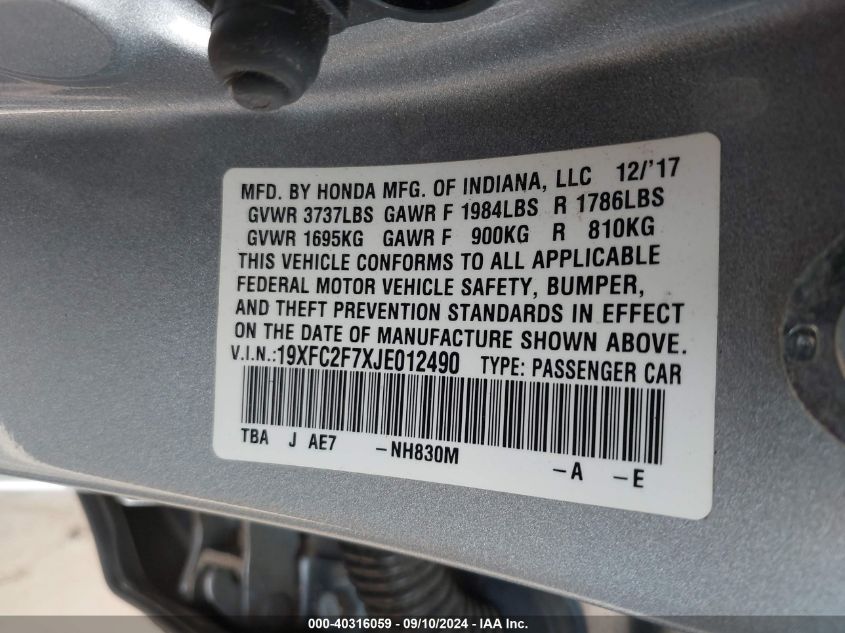 MFD. BY HONDA MFG. OF INDIANA, LLC 12/'17
GVWR 3737LBS GAWR F 1984LBS R 1786LBS
GVWR 1695KG GAWR F 900KG R 810KG
THIS VEHICLE CONFORMS TO ALL APPLICABLE
FEDERAL MOTOR VEHICLE SAFETY, BUMPER,
AND THEFT PREVENTION STANDARDS IN EFFECT
ON THE DATE OF MANUFACTURE SHOWN ABOVE.
V.I.N.:19XFC2F7XJE012490 TYPE: PASSENGER CAR
TBA J AE7 -NH830M -A -E
000-40316059 - 09/10/2024 - IAA Inc.